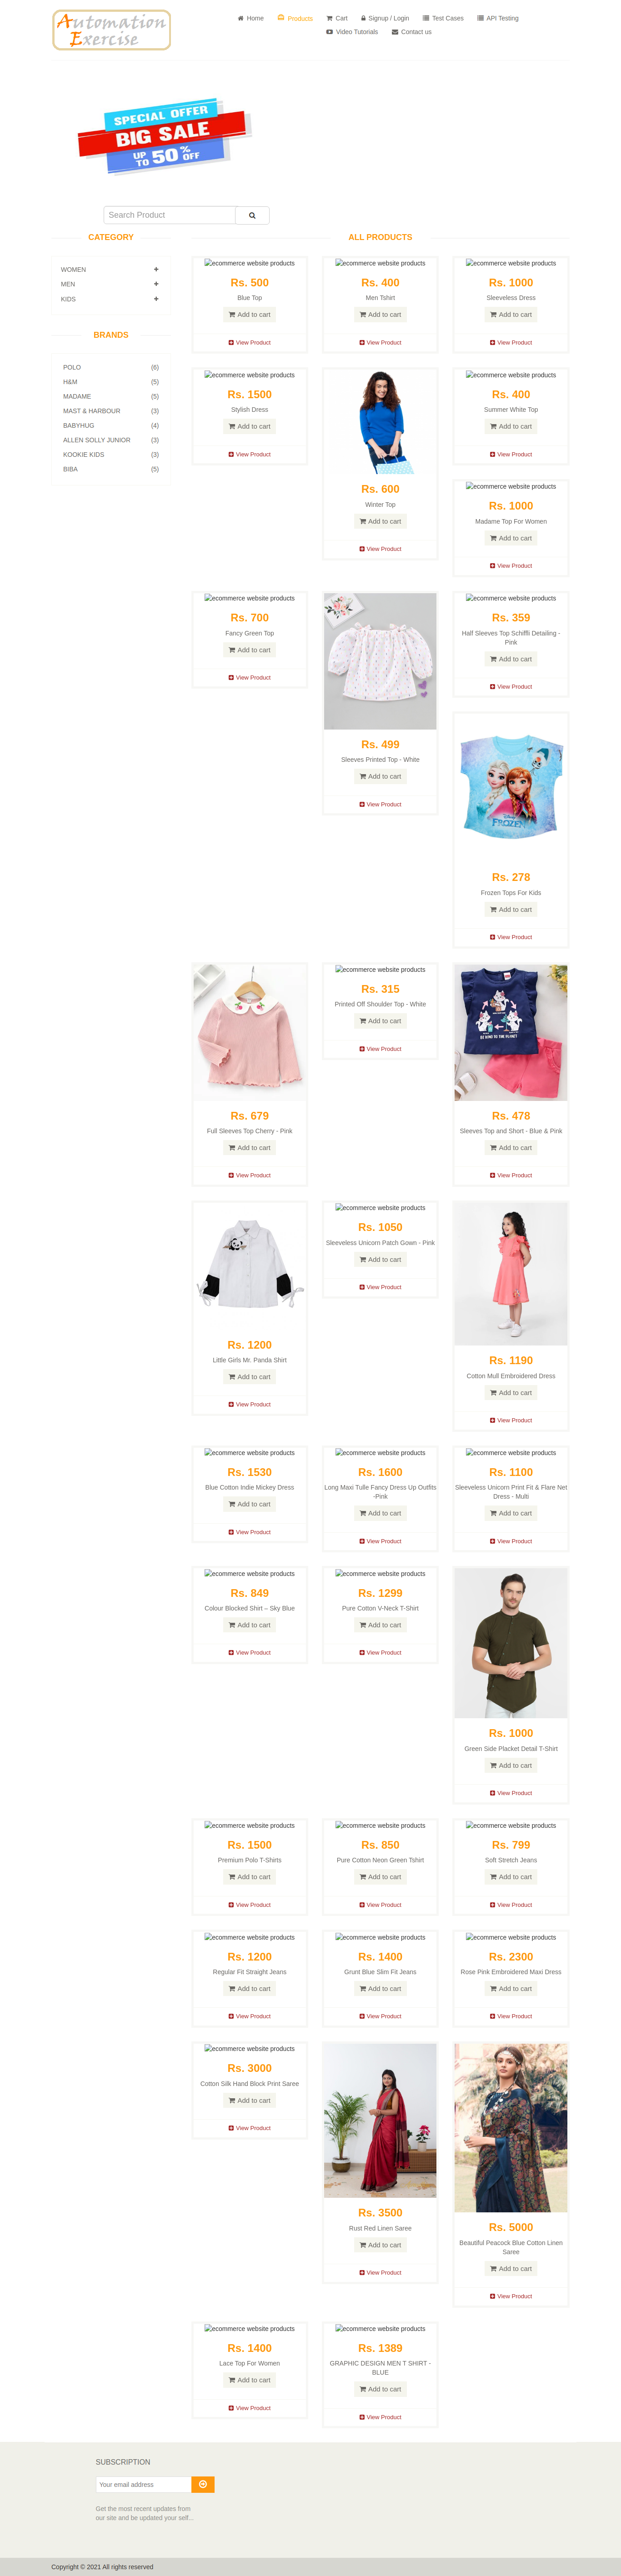 Automation
Exercise
Home
Products
Cart
Signup / Login
Test Cases
API Testing
Video Tutorials
Contact us
SPECIAL OFFER
BIG SALE
UP TO 50% OFF
Search Product
CATEGORY
WOMEN
MEN
KIDS
BRANDS
POLO (6)
H&M (5)
MADAME (5)
MAST & HARBOUR (3)
BABYHUG (4)
ALLEN SOLLY JUNIOR (3)
KOOKIE KIDS (3)
BIBA (5)
ALL PRODUCTS
ecommerce website products
Rs. 500
Blue Top
Add to cart
View Product
ecommerce website products
Rs. 400
Men Tshirt
Add to cart
View Product
ecommerce website products
Rs. 1000
Sleeveless Dress
Add to cart
View Product
ecommerce website products
Rs. 1500
Stylish Dress
Add to cart
View Product
Rs. 600
Winter Top
Add to cart
View Product
ecommerce website products
Rs. 400
Summer White Top
Add to cart
View Product
ecommerce website products
Rs. 1000
Madame Top For Women
Add to cart
View Product
ecommerce website products
Rs. 700
Fancy Green Top
Add to cart
View Product
Rs. 499
Sleeves Printed Top - White
Add to cart
View Product
ecommerce website products
Rs. 359
Half Sleeves Top Schiffli Detailing -
Pink
Add to cart
View Product
FROZEN
Rs. 278
Frozen Tops For Kids
Add to cart
View Product
Rs. 679
Full Sleeves Top Cherry - Pink
Add to cart
View Product
ecommerce website products
Rs. 315
Printed Off Shoulder Top - White
Add to cart
View Product
BE KIND TO THE PLANET
Rs. 478
Sleeves Top and Short - Blue & Pink
Add to cart
View Product
Rs. 1200
Little Girls Mr. Panda Shirt
Add to cart
View Product
ecommerce website products
Rs. 1050
Sleeveless Unicorn Patch Gown - Pink
Add to cart
View Product
Rs. 1190
Cotton Mull Embroidered Dress
Add to cart
View Product
ecommerce website products
Rs. 1530
Blue Cotton Indie Mickey Dress
Add to cart
View Product
ecommerce website products
Rs. 1600
Long Maxi Tulle Fancy Dress Up Outfits
-Pink
Add to cart
View Product
ecommerce website products
Rs. 1100
Sleeveless Unicorn Print Fit & Flare Net
Dress - Multi
Add to cart
View Product
ecommerce website products
Rs. 849
Colour Blocked Shirt – Sky Blue
Add to cart
View Product
ecommerce website products
Rs. 1299
Pure Cotton V-Neck T-Shirt
Add to cart
View Product
Rs. 1000
Green Side Placket Detail T-Shirt
Add to cart
View Product
ecommerce website products
Rs. 1500
Premium Polo T-Shirts
Add to cart
View Product
ecommerce website products
Rs. 850
Pure Cotton Neon Green Tshirt
Add to cart
View Product
ecommerce website products
Rs. 799
Soft Stretch Jeans
Add to cart
View Product
ecommerce website products
Rs. 1200
Regular Fit Straight Jeans
Add to cart
View Product
ecommerce website products
Rs. 1400
Grunt Blue Slim Fit Jeans
Add to cart
View Product
ecommerce website products
Rs. 2300
Rose Pink Embroidered Maxi Dress
Add to cart
View Product
ecommerce website products
Rs. 3000
Cotton Silk Hand Block Print Saree
Add to cart
View Product
Rs. 3500
Rust Red Linen Saree
Add to cart
View Product
Rs. 5000
Beautiful Peacock Blue Cotton Linen
Saree
Add to cart
View Product
ecommerce website products
Rs. 1400
Lace Top For Women
Add to cart
View Product
ecommerce website products
Rs. 1389
GRAPHIC DESIGN MEN T SHIRT -
BLUE
Add to cart
View Product
SUBSCRIPTION
Your email address
Get the most recent updates from
our site and be updated your self...
Copyright © 2021 All rights reserved